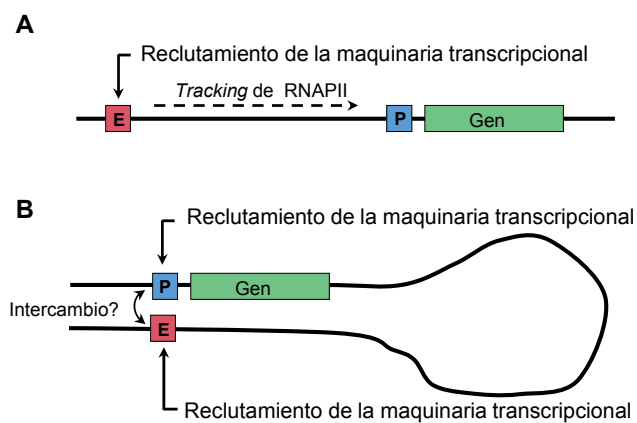 A
Reclutamiento de la maquinaria transcripcional
Tracking de RNAPII
E
P
Gen
B
Reclutamiento de la maquinaria transcripcional
P
Gen
Intercambio?
E
Reclutamiento de la maquinaria transcripcional